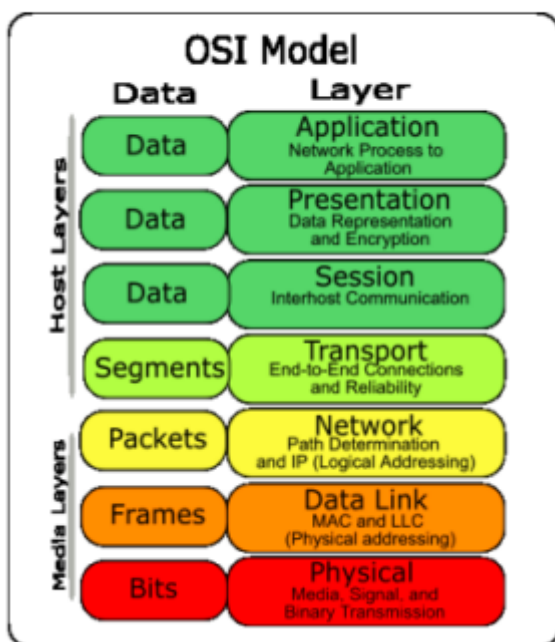 OSI Model
Data Layer
Host Layers
Data
Application
Network Process to
Application
Data
Presentation
Data Representation
and Encryption
Data
Session
Interhost Communication
Segments
Transport
End-to-End Connections
and Reliability
Media Layers
Packets
Network
Path Determination
and IP (Logical Addressing)
Frames
Data Link
MAC and LLC
(Physical addressing)
Bits
Physical
Media, Signal, and
Binary Transmission